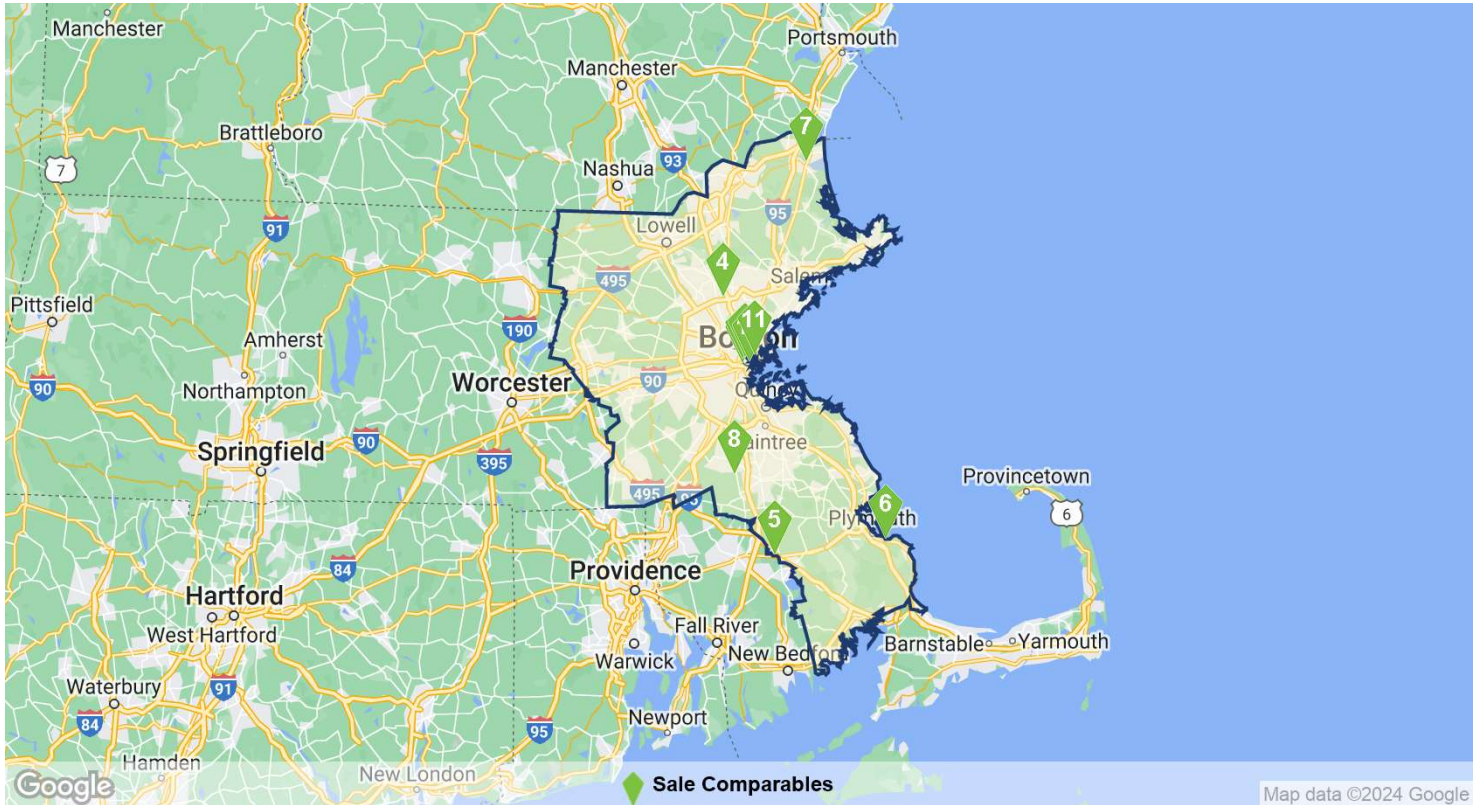 Manchester
Portsmouth
Manchester
7
Brattleboro
93
7
Nashua
95
91
Lowell
4
Salem
495
Pittsfield
11
190
Amherst
Northampton
90
Worcester
90
8
Springfield
90
395
Provincetown
495
6
5
Plymouth
6
84
Providence
Hartford
West Hartford
Fall River
Barnstable
Yarmouth
Warwick
New Bedford
Waterbury
91
84
95
Newport
Hamden
New London
Google
Sale Comparables
Map data ©2024 Google